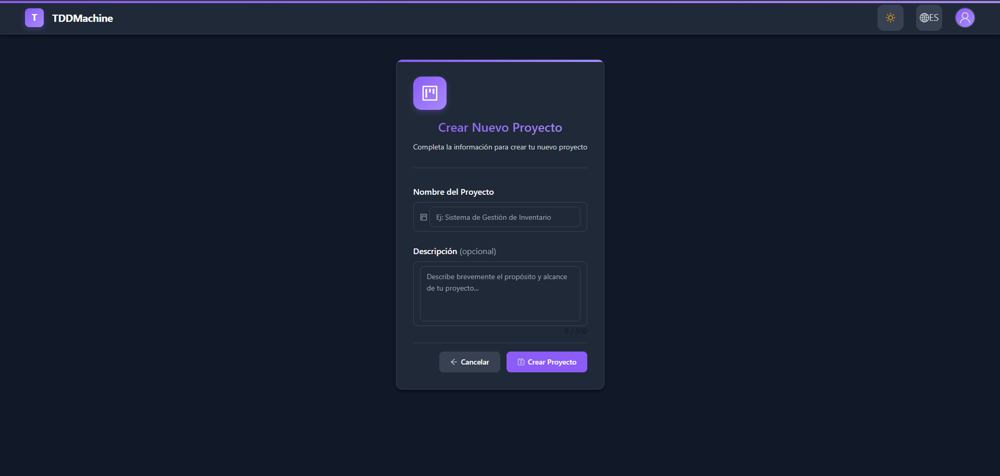 T TDDMachine
ES
Crear Nuevo Proyecto
Completa la información para crear tu nuevo proyecto
Nombre del Proyecto
Ej: Sistema de Gestión de Inventario
Descripción (opcional)
Describe brevemente el propósito y alcance
de tu proyecto...
0 / 500
Cancelar
Crear Proyecto